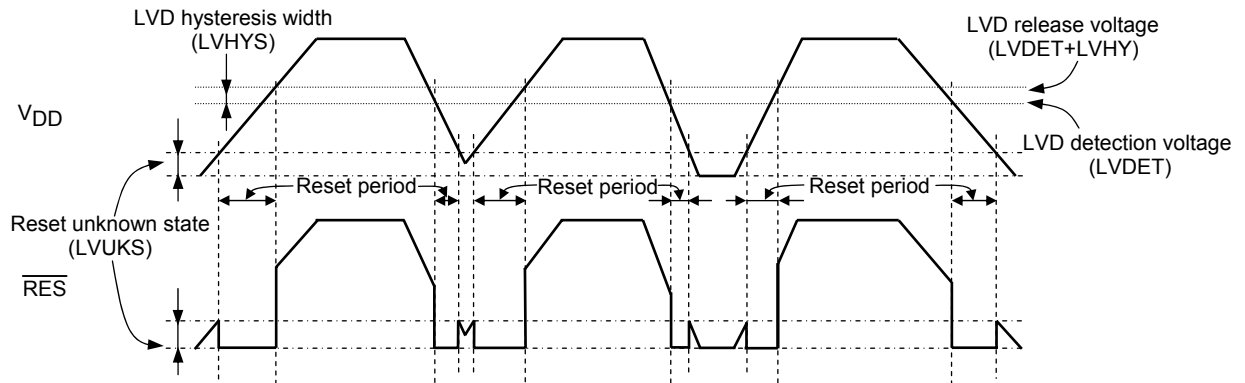 LVD hysteresis width
(LVHYS)
LVD release voltage
(LVDET+LVHY)
VDD
LVD detection voltage
(LVDET)
Reset period
Reset period
Reset period
Reset unknown state
(LVUKS)
RES